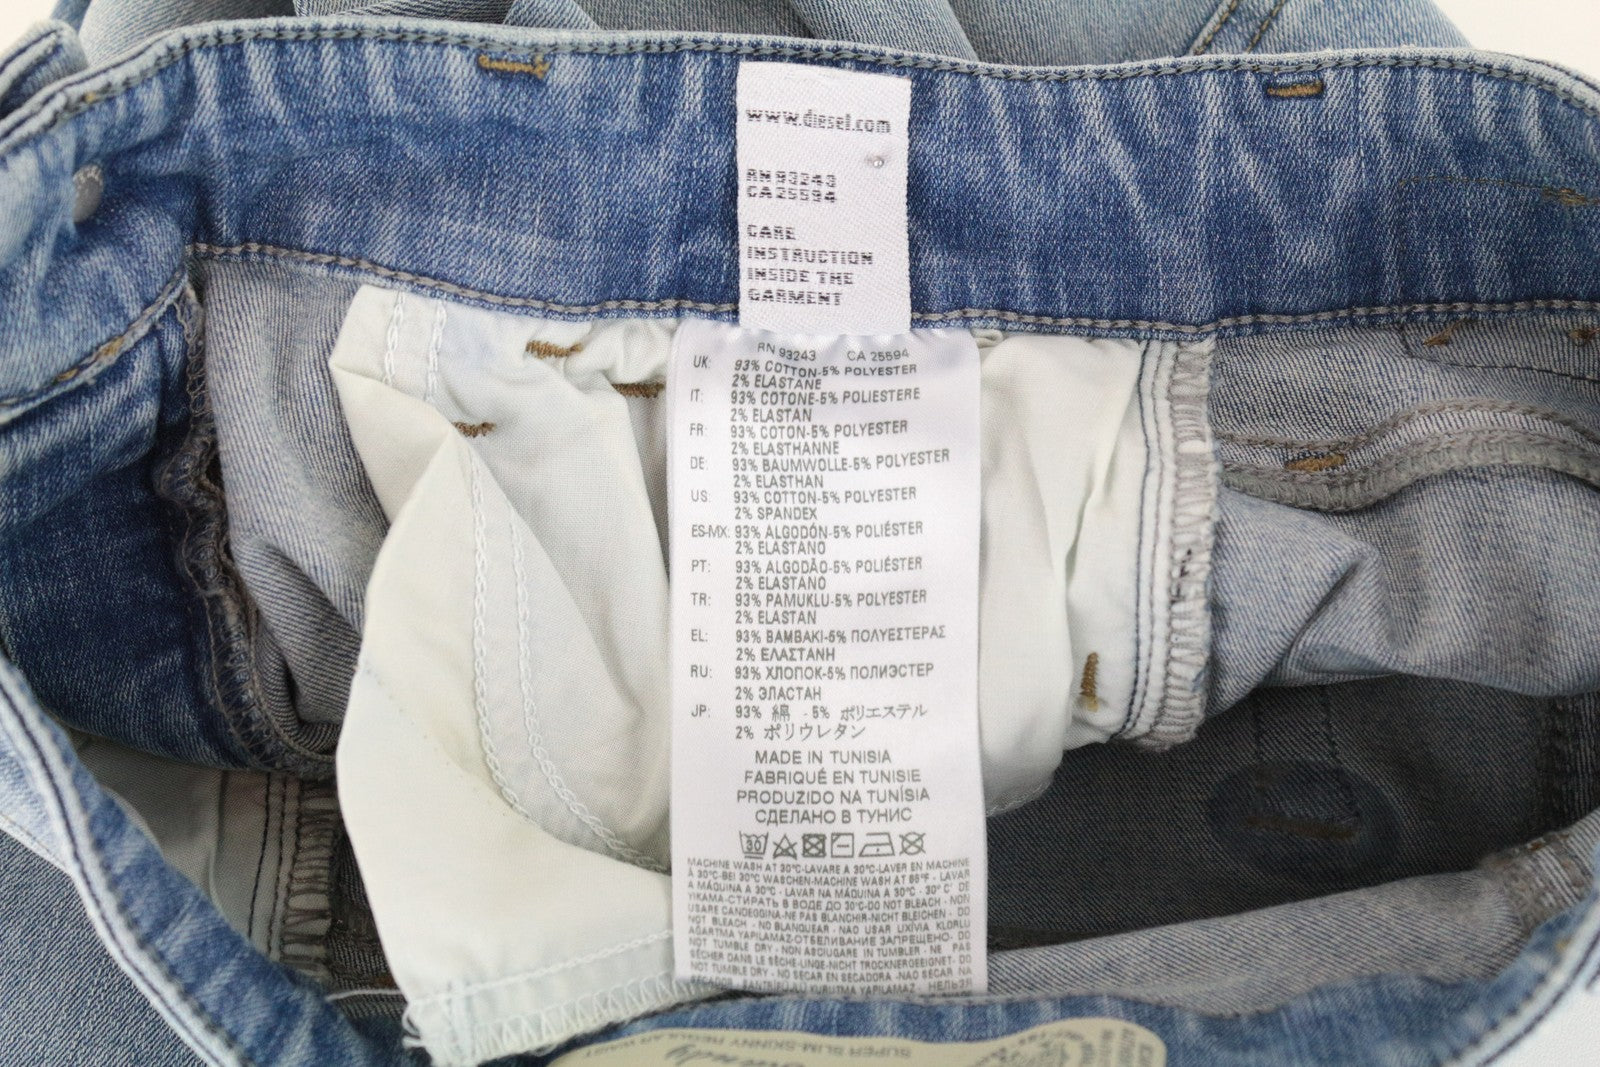 www.diesel.com
RN 93243
CA 25594
CARE
INSTRUCTION
INSIDE THE
GARMENT
RN 93243 CA 25594
UK: 93% COTTON-5% POLYESTER
2% ELASTANE
IT: 93% COTONE-5% POLIESTERE
2% ELASTAN
FR: 93% COTON-5% POLYESTER
2% ELASTHANNE
DE: 93% BAUMWOLLE-5% POLYESTER
2% ELASTHAN
US: 93% COTTON-5% POLYESTER
2% SPANDEX
ES-MX: 93% ALGODÓN-5% POLIÉSTER
2% ELASTANO
PT: 93% ALGODÃO-5% POLIÉSTER
2% ELASTANO
TR: 93% PAMUKLU-5% POLYESTER
2% ELASTAN
EL: 93% ΒΑΜΒΑΚΙ-5% ΠΟΛΥΕΣΤΕΡΑΣ
2% ΕΛΑΣΤΑΝΗ
RU: 93% ХЛОПОК-5% ПОЛИЭСТЕР
2% ЭЛАСТАН
JP: 93% 綿 - 5% ポリエステル
2% ポリウレタン
MADE IN TUNISIA
FABRIQUÉ EN TUNISIE
PRODUZIDO NA TUNÍSIA
СДЕЛАНО В ТУНИС
30
MACHINE WASH AT 30°C-LAVARE A 30°C-LAVER EN MACHINE
À 30°C-BEI 30°C WASCHEN-MACHINE WASH AT 86°F - LAVAR
A MÁQUINA A 30°C - LAVAR NA MÁQUINA A 30°C - 30° C' DE
YIKAMA-СТИРАТЬ В ВОДЕ ДО 30°C-DO NOT BLEACH - NON
USARE CANDEGGINA-NE PAS BLANCHIR-NICHT BLEICHEN - DO
NOT BLEACH - NO BLANQUEAR - NÃO USAR LIXÍVIA KLORLU
AĞARTMA YAPILAMAZ-ОТБЕЛИВАНИЕ ЗАПРЕЩЕНО- DO
NOT TUMBLE DRY - NON ASCIUGARE IN TUMBLER - NE PAS
SÉCHER DANS LE SÈCHE-LINGE-NICHT TROCKNERGEEIGNET- DO
NOT TUMBLE DRY - NO SECAR EN SECADORA -NÃO SECAR NA
KURUTMA YAPILAMAZ
SUPER SLIM-SKINNY REGULAR WAIST